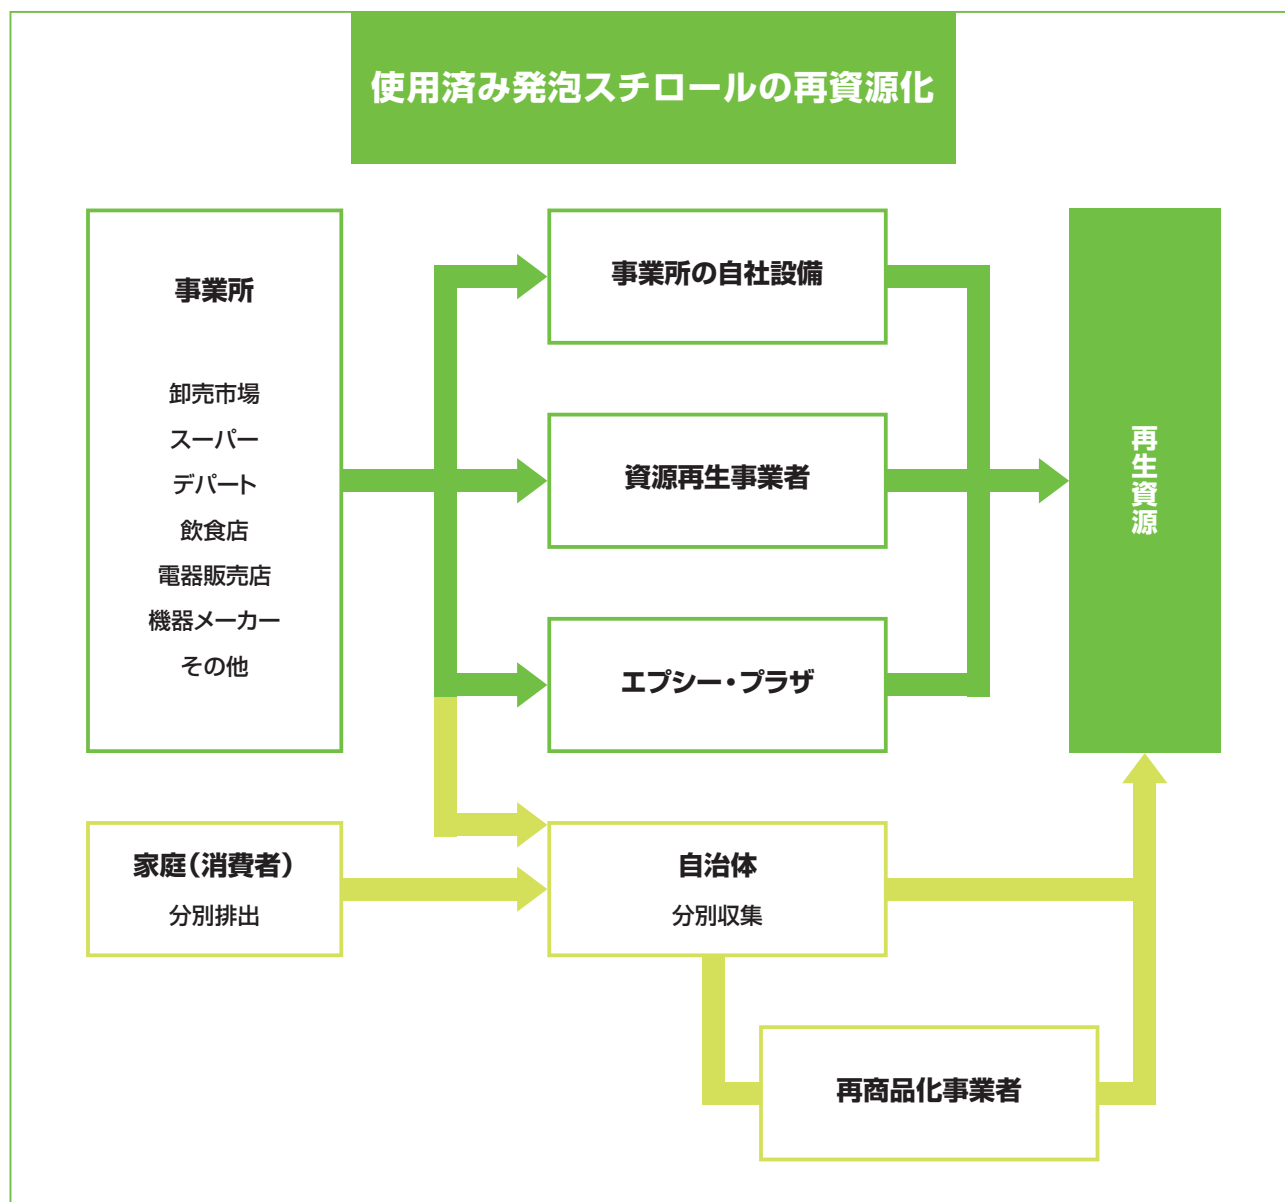 使用済み発泡スチロールの再資源化
事業所
卸売市場
スーパー
デパート
飲食店
電器販売店
機器メーカー
その他
事業所の自社設備
資源再生事業者
エプシー・プラザ
再生資源
家庭(消費者)
分別排出
自治体
分別収集
再商品化事業者